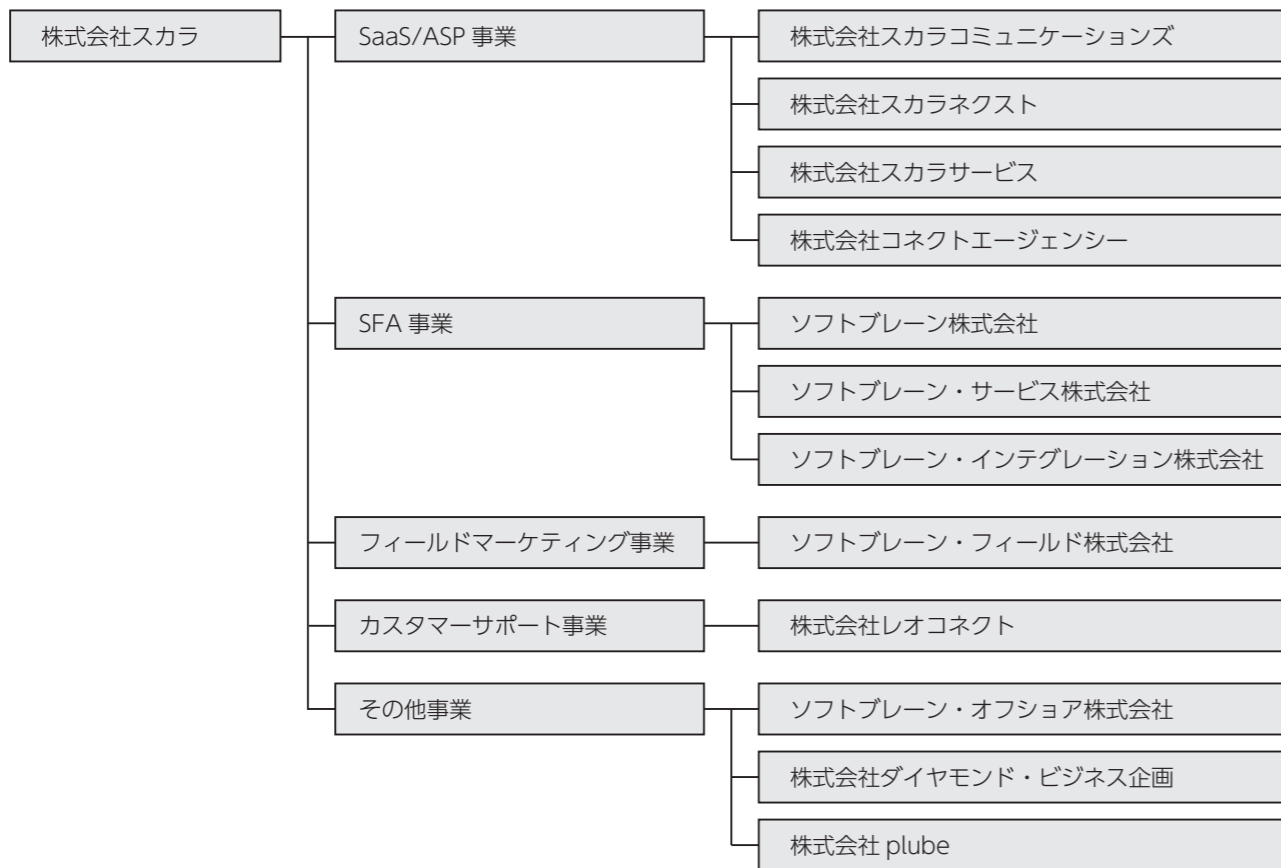 株式会社スカラ
SaaS/ASP 事業
株式会社スカラコミュニケーションズ
株式会社スカラネクスト
株式会社スカラサービス
株式会社コネクトエージェンシー
SFA 事業
ソフトブレーン株式会社
ソフトブレーン・サービス株式会社
ソフトブレーン・インテグレーション株式会社
フィールドマーケティング事業
ソフトブレーン・フィールド株式会社
カスタマーサポート事業
株式会社レオコネクト
その他事業
ソフトブレーン・オフショア株式会社
株式会社ダイヤモンド・ビジネス企画
株式会社 plube